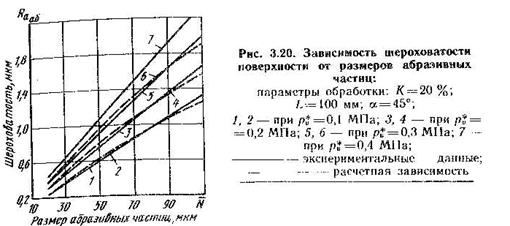 Ra аб
1,8
1,4
1,0
0,6
0,2
Шероховатость, мкм
7
6
5
4
3
1
2
10 30 50 70 90 N̄
Размер абразивных частиц, мкм
Рис. 3.20. Зависимость шероховатости
поверхности от размеров абразивных
частиц:
параметры обработки: K=20 %;
L=100 мм; α=45°;
1, 2 — при p*=0,1 МПа; 3, 4 — при p*=
=0,2 МПа; 5, 6 — при p*=0,3 МПа; 7 —
при p*=0,4 МПа;
экспериментальные данные;
расчетная зависимость